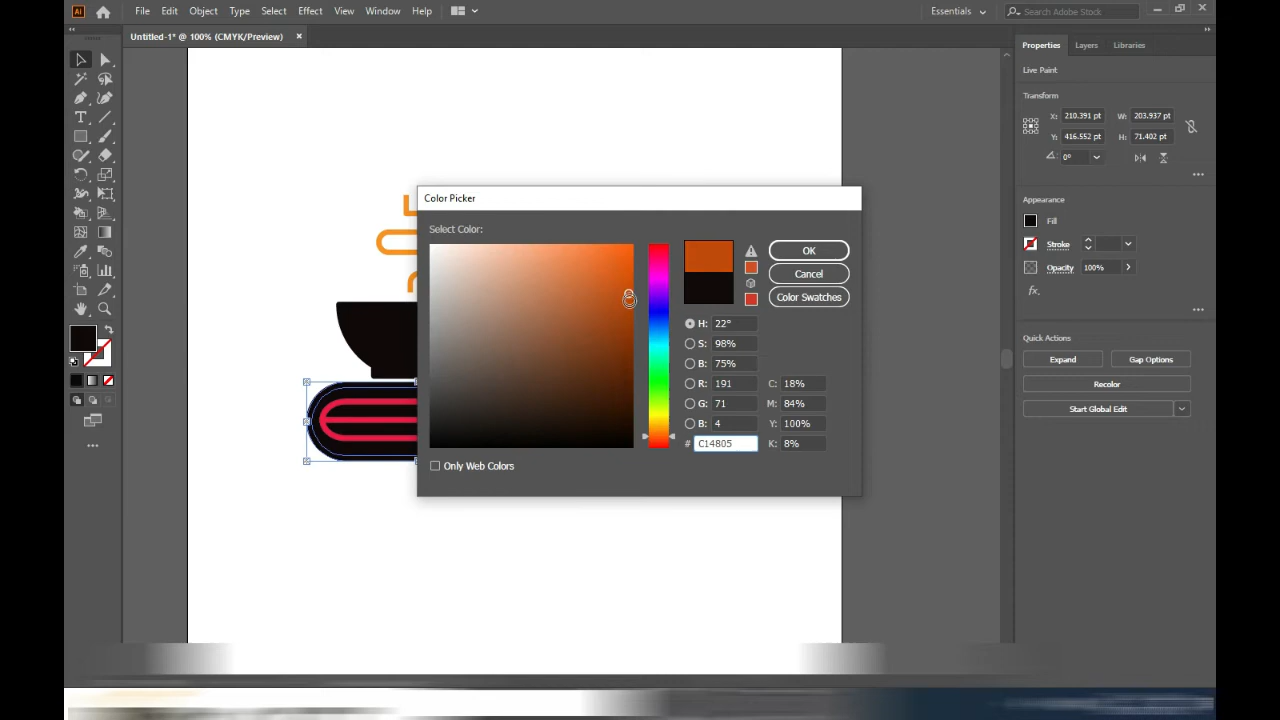 Ai File Edit Object Type Select Effect View Window Help Essentials Search Adobe Stock
Untitled-1* @ 100% (CMYK/Preview) ×
Properties Layers Libraries
Live Paint
Transform
X: 210.391 pt W: 203.937 pt
Y: 416.552 pt H: 71.402 pt
0°
Appearance
Fill
Stroke
Opacity 100%
fx.
Quick Actions
Expand Gap Options
Recolor
Start Global Edit
Color Picker
Select Color:
OK
Cancel
Color Swatches
H: 22°
S: 98%
B: 75%
R: 191 C: 18%
G: 71 M: 84%
B: 4 Y: 100%
# C14805 K: 8%
Only Web Colors